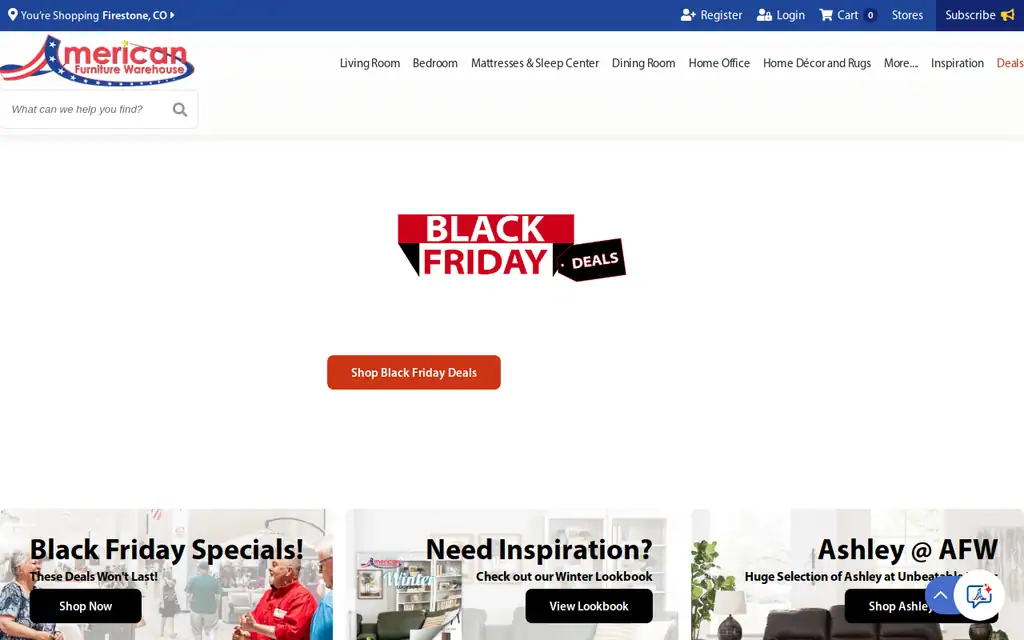 You're Shopping Firestone, CO
Register
Login
Cart 0
Stores
Subscribe
American
Furniture Warehouse
Living Room
Bedroom
Mattresses & Sleep Center
Dining Room
Home Office
Home Décor and Rugs
More....
Inspiration
Deals
What can we help you find?
BLACK
FRIDAY
DEALS
Shop Black Friday Deals
Black Friday Specials!
These Deals Won't Last!
Shop Now
Need Inspiration?
Check out our Winter Lookbook
Winter
View Lookbook
Ashley @ AFW
Huge Selection of Ashley at
Shop Ashley